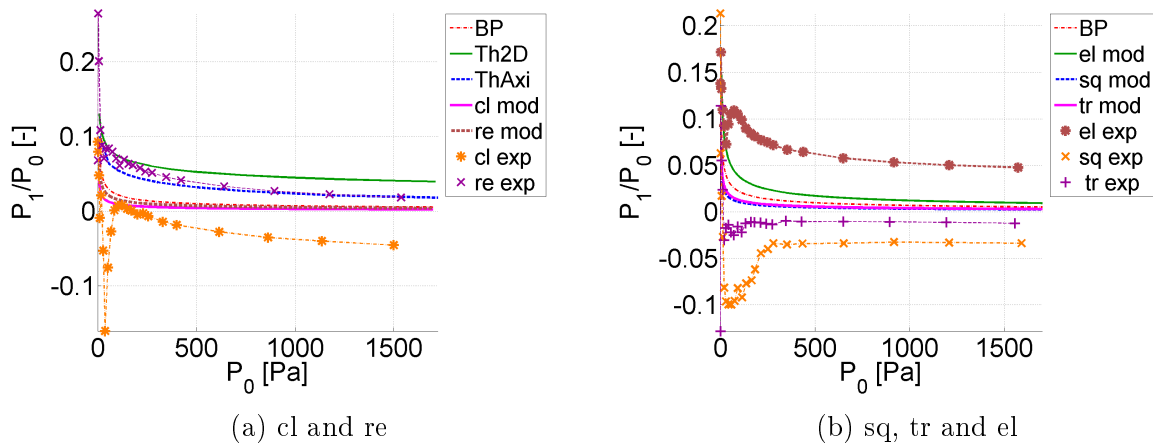 0.2
0.1
0
-0.1
P1/P0 [-]
0 500 1000 1500
P0 [Pa]
BP
Th2D
ThAxi
cl mod
re mod
cl exp
re exp
(a) cl and re
0.2
0.15
0.1
0.05
0
-0.05
-0.1
P1/P0 [-]
0 500 1000 1500
P0 [Pa]
BP
el mod
sq mod
tr mod
el exp
sq exp
tr exp
(b) sq, tr and el